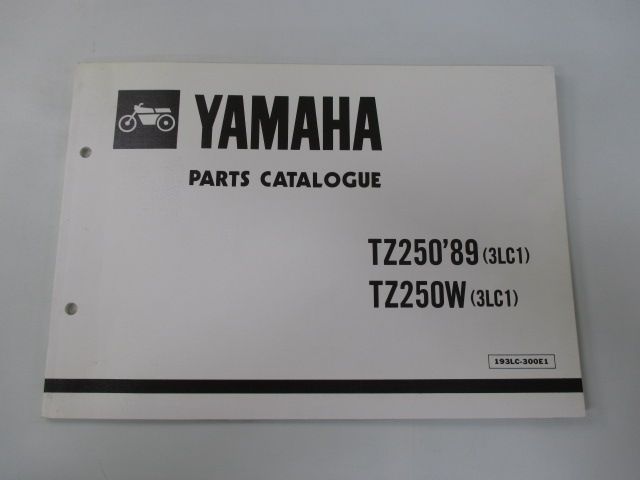 YAMAHA
PARTS CATALOGUE
TZ250'89 (3LC1)
TZ250W (3LC1)
193LC-300E1